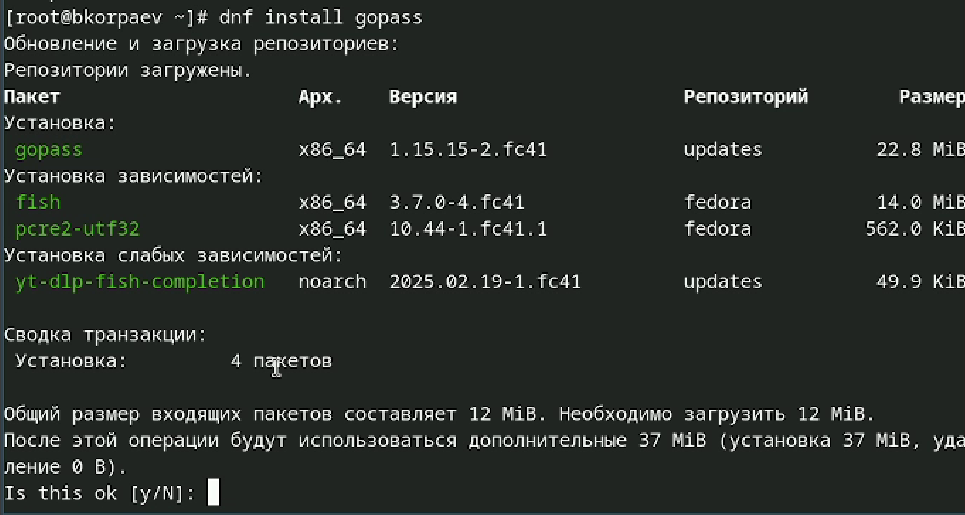 [root@bkorpaev ~]# dnf install gopass
Обновление и загрузка репозиториев:
Репозитории загружены.
Пакет Арх. Версия Репозиторий Размер
Установка:
gopass x86_64 1.15.15-2.fc41 updates 22.8 MiB
Установка зависимостей:
fish x86_64 3.7.0-4.fc41 fedora 14.0 MiB
pcre2-utf32 x86_64 10.44-1.fc41.1 fedora 562.0 KiB
Установка слабых зависимостей:
yt-dlp-fish-completion noarch 2025.02.19-1.fc41 updates 49.9 KiB
Сводка транзакции:
Установка: 4 пакетов
Общий размер входящих пакетов составляет 12 MiB. Необходимо загрузить 12 MiB.
После этой операции будут использоваться дополнительные 37 MiB (установка 37 MiB, уда
ление 0 B).
Is this ok [y/N]: